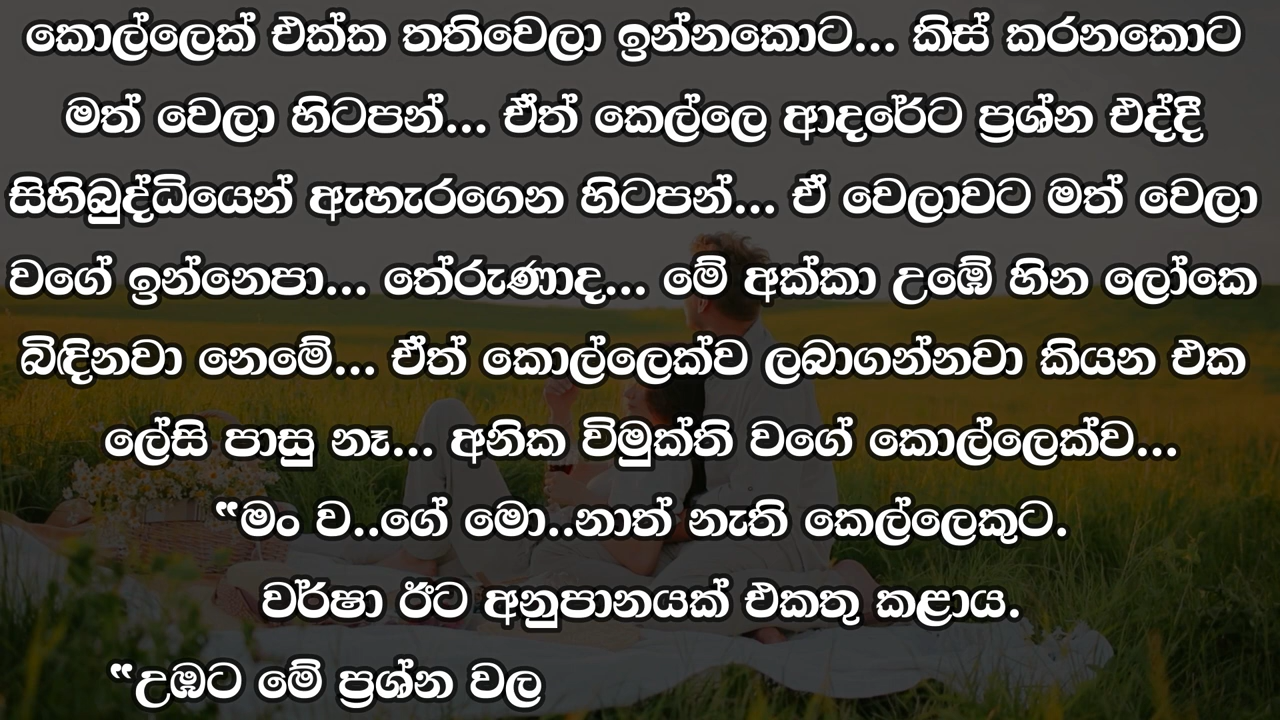 කොල්ලෙක් එක්ක තනිවෙලා ඉන්නකොට... කිස් කරනකොට
මත් වෙලා හිටපන්... ඒත් කෙල්ලෙ ආදරේට ප්‍රශ්න එද්දී
සිහිබුද්ධියෙන් ඇහැරගෙන හිටපන්... ඒ වෙලාවට මත් වෙලා
වගේ ඉන්නෙපා... තේරුණාද... මේ අක්කා උඹේ හින ලෝකෙ
බිඳිනවා නෙමේ... ඒත් කොල්ලෙක්ව ලබාගන්නවා කියන එක
ලේසි පාසු නෑ... අනික විමුක්ති වගේ කොල්ලෙක්ව...
“මං ව..ගේ මො..නාත් නැති කෙල්ලෙකුට.
වර්ෂා ඊට අනුපානයක් එකතු කළාය.
“උඹට මේ ප්‍රශ්න වල